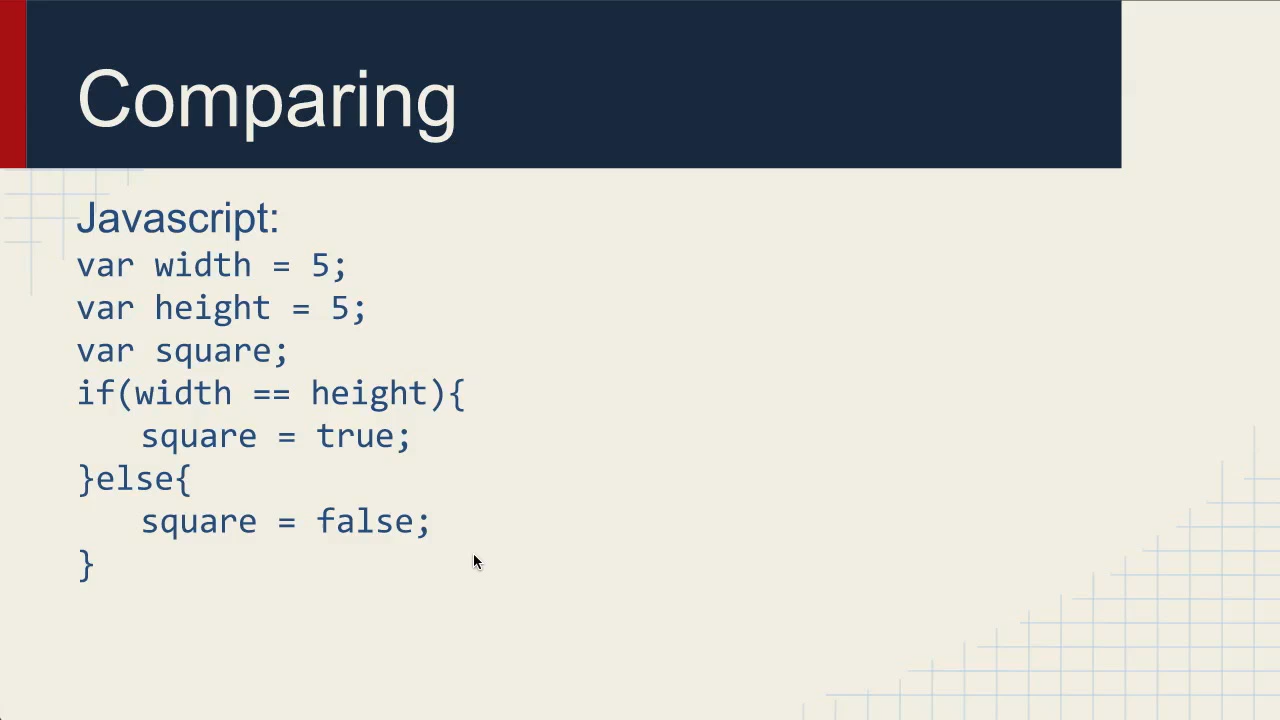 Comparing
Javascript:
var width = 5;
var height = 5;
var square;
if(width == height){
    square = true;
}else{
    square = false;
}